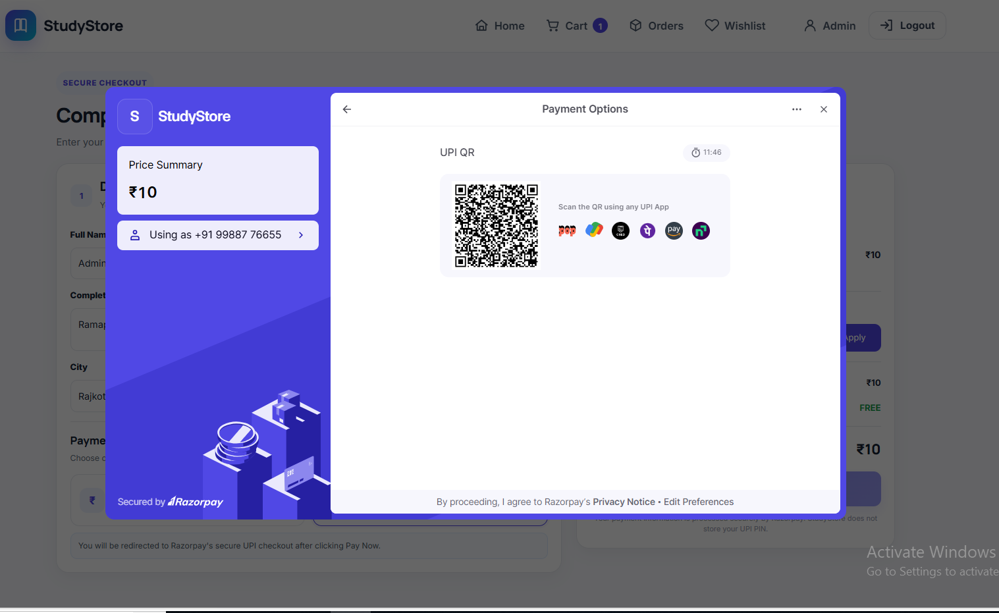 StudyStore
Home
Cart 1
Orders
Wishlist
Admin
Logout
SECURE CHECKOUT
Enter your
1
Full Nam
Admin
Complet
City
Rajkot
Payme
Choose
₹
You will be redirected to Razorpay's secure UPI checkout after clicking Pay Now.
S StudyStore
Price Summary
₹10
Using as +91 99887 76655
Secured by Razorpay
Payment Options
UPI QR
11:46
Scan the QR using any UPI App
pop
CRED
pay
By proceeding, I agree to Razorpay's Privacy Notice • Edit Preferences
₹10
Apply
₹10
FREE
₹10
does not
store your UPI PIN.
Activate Windows
Go to Settings to activate